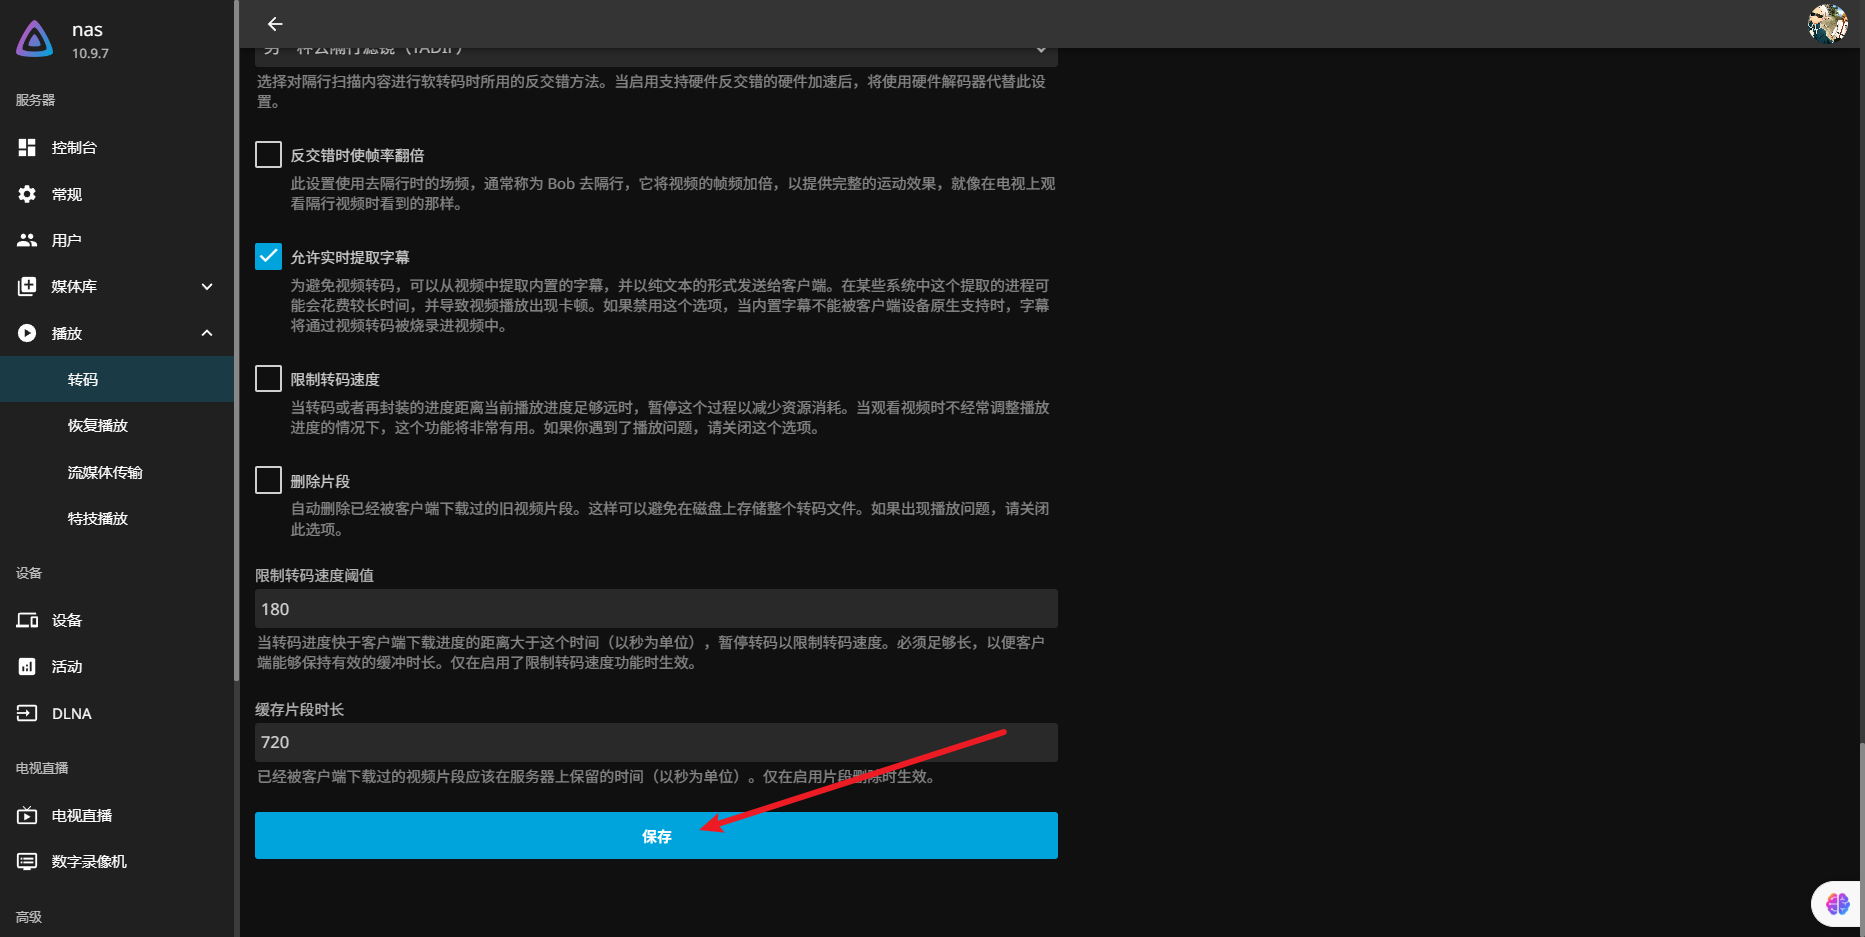 nas
10.9.7
服务器
控制台
常规
用户
媒体库
播放
转码
恢复播放
流媒体传输
特技播放
设备
设备
活动
DLNA
电视直播
电视直播
数字录像机
高级
选择对隔行扫描内容进行软转码时所用的反交错方法。当启用支持硬件反交错的硬件加速后，将使用硬件解码器代替此设
置。
反交错时使帧率翻倍
此设置使用去隔行时的场频，通常称为 Bob 去隔行，它将视频的帧频加倍，以提供完整的运动效果，就像在电视上观
看隔行视频时看到的那样。
允许实时提取字幕
为避免视频转码，可以从视频中提取内置的字幕，并以纯文本的形式发送给客户端。在某些系统中这个提取的进程可
能会花费较长时间，并导致视频播放出现卡顿。如果禁用这个选项，当内置字幕不能被客户端设备原生支持时，字幕
将通过视频转码被烧录进视频中。
限制转码速度
当转码或者再封装的进度距离当前播放进度足够远时，暂停这个过程以减少资源消耗。当观看视频时不经常调整播放
进度的情况下，这个功能将非常有用。如果你遇到了播放问题，请关闭这个选项。
删除片段
自动删除已经被客户端下载过的旧视频片段。这样可以避免在磁盘上存储整个转码文件。如果出现播放问题，请关闭
此选项。
限制转码速度阈值
180
当转码进度快于客户端下载进度的距离大于这个时间（以秒为单位），暂停转码以限制转码速度。必须足够长，以便客户
端能够保持有效的缓冲时长。仅在启用了限制转码速度功能时生效。
缓存片段时长
720
已经被客户端下载过的视频片段应该在服务器上保留的时间（以秒为单位）。仅在启用片段删除时生效。
保存